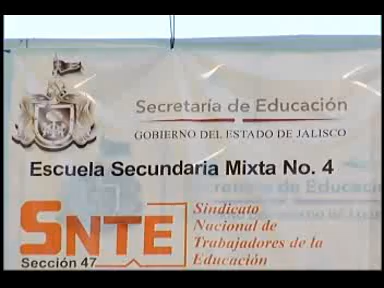 Secretaría de Educación
GOBIERNO DEL ESTADO DE JALISCO
Escuela Secundaria Mixta No. 4
SNTE
Sección 47
Sindicato
Nacional de
Trabajadores de la
Educación